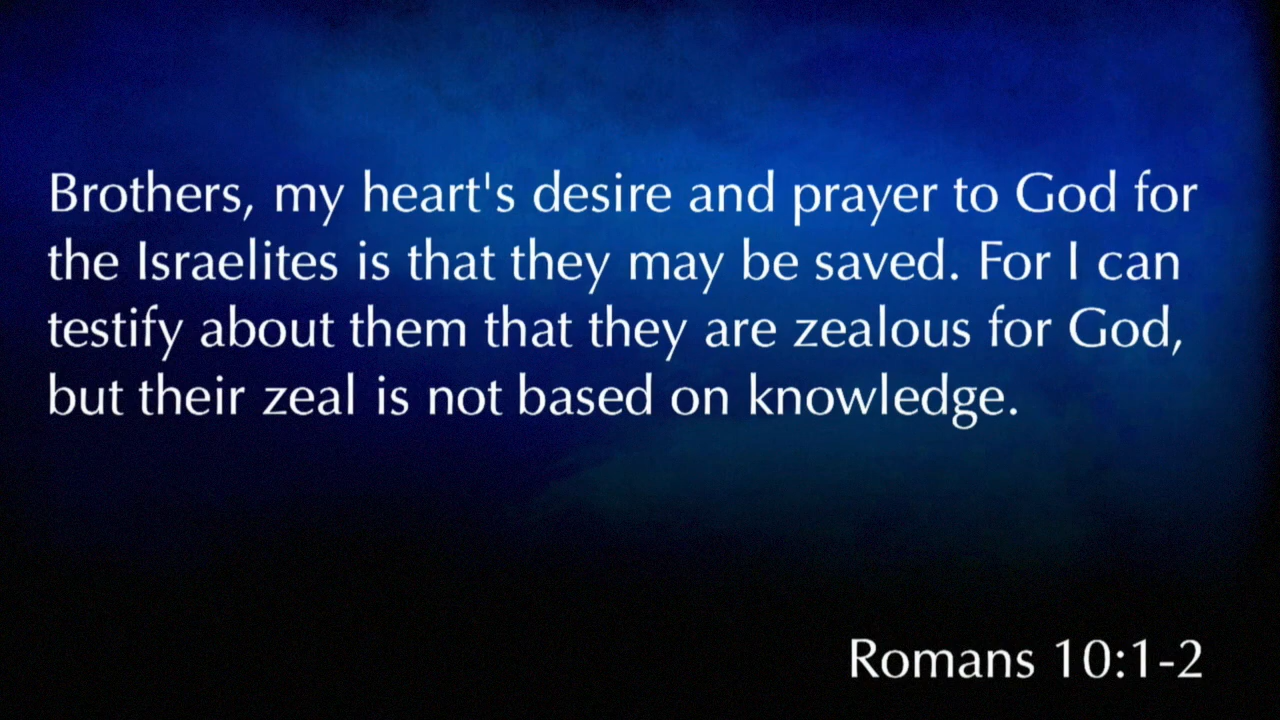 Brothers, my heart's desire and prayer to God for
the Israelites is that they may be saved. For I can
testify about them that they are zealous for God,
but their zeal is not based on knowledge.
Romans 10:1-2